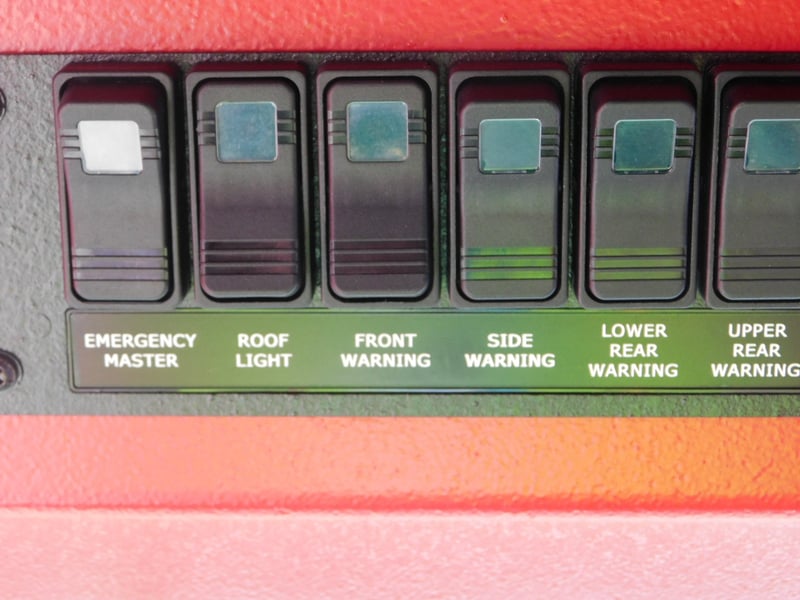 EMERGENCY
MASTER
ROOF
LIGHT
FRONT
WARNING
SIDE
WARNING
LOWER
REAR
WARNING
UPPER
REAR
WARNING